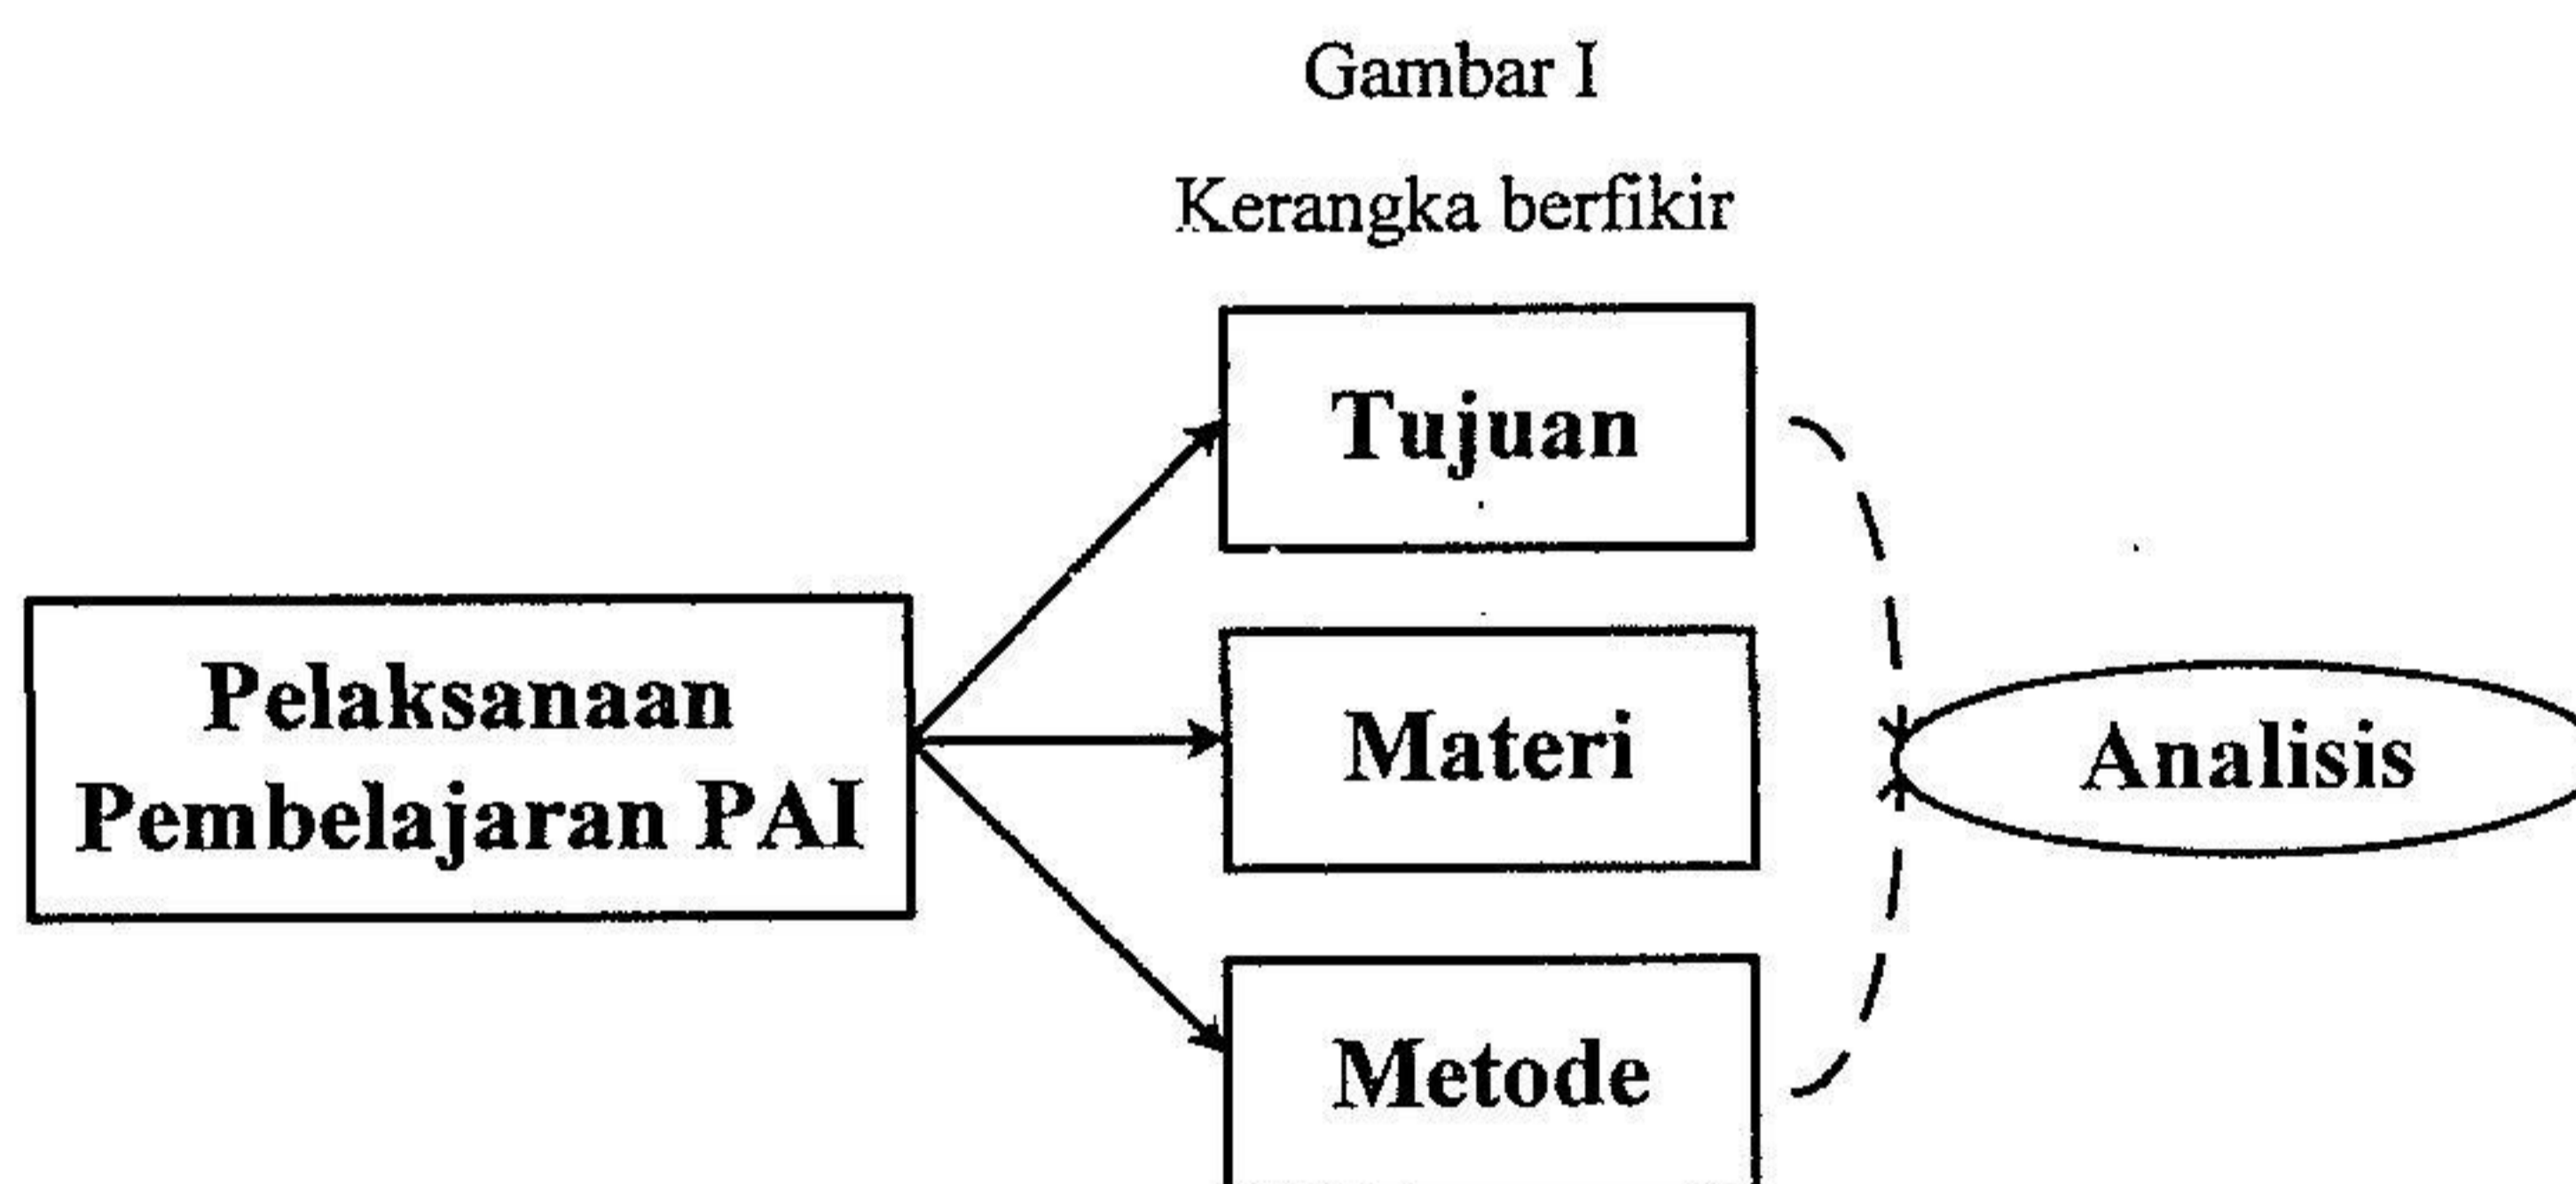 Gambar I
Kerangka berfikir
Tujuan
Pelaksanaan
Pembelajaran PAI
Materi
Analisis
Metode